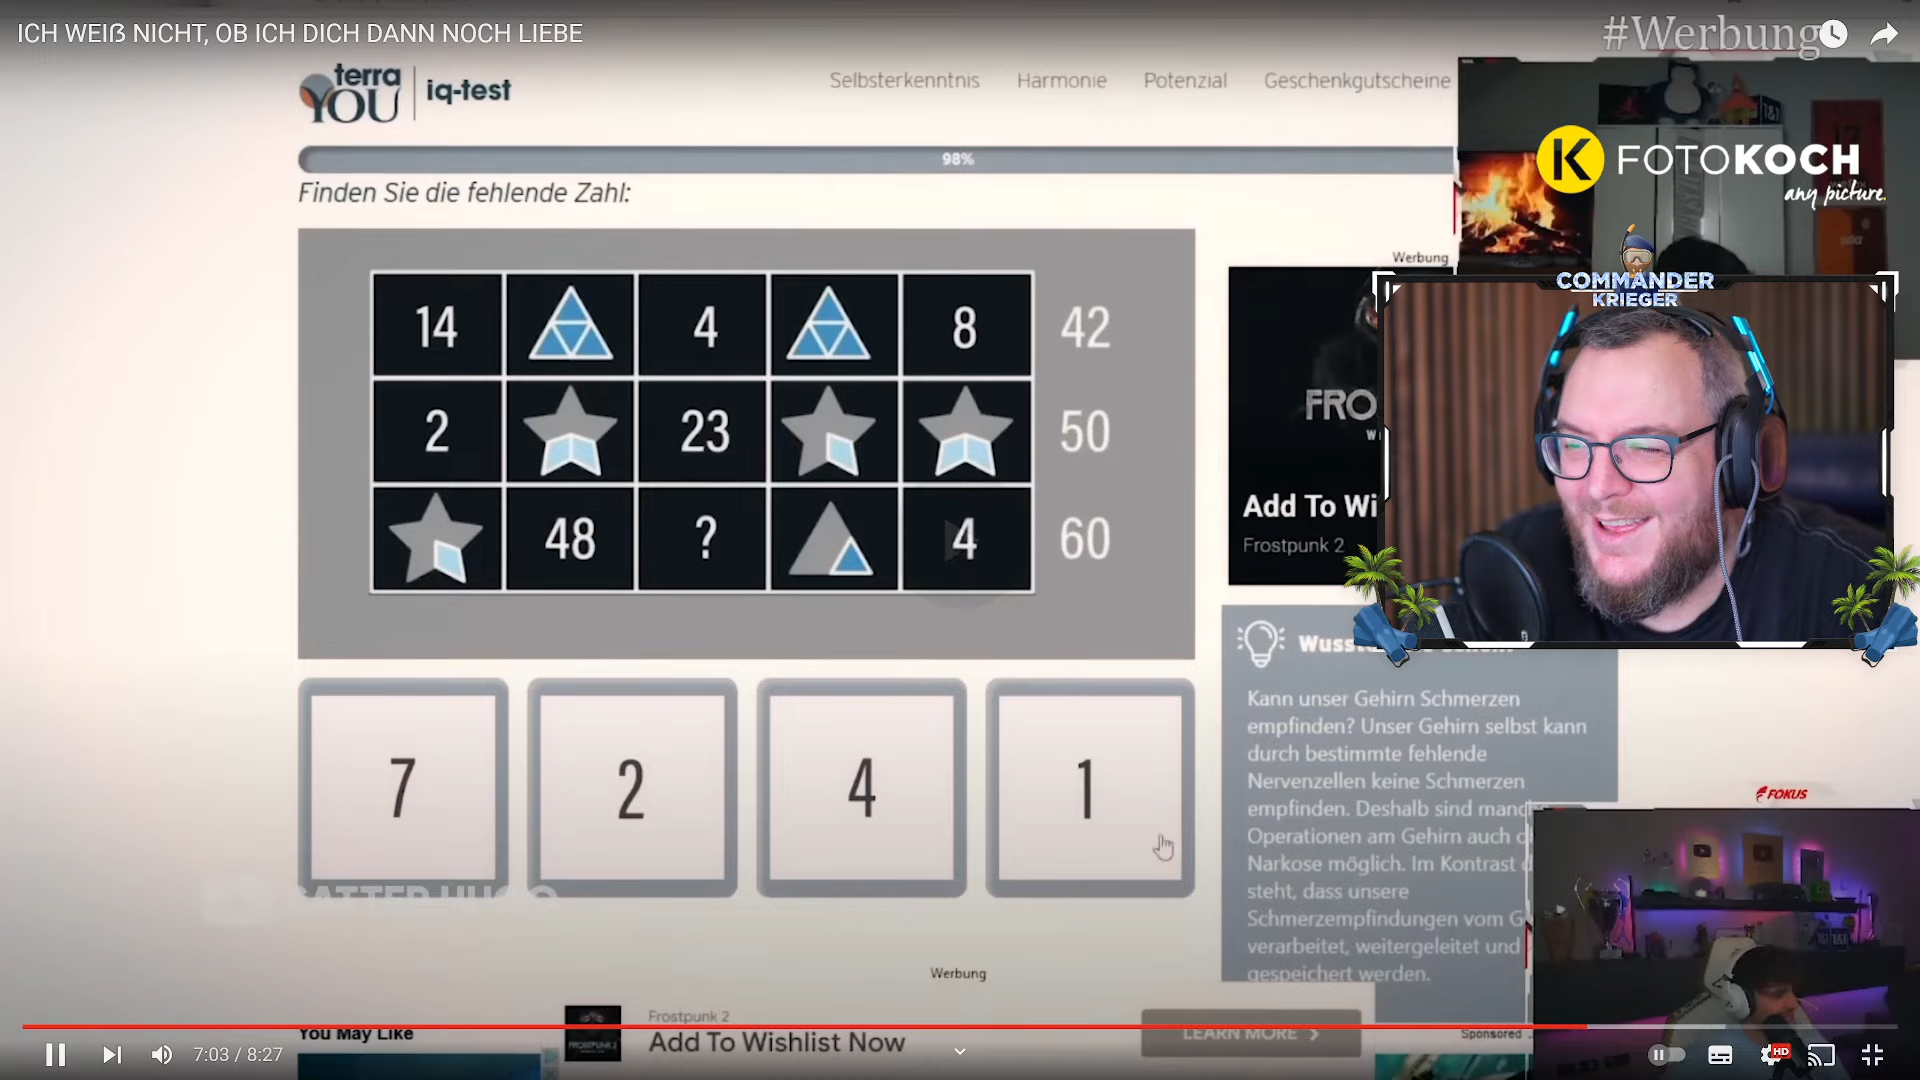 ICH WEIß NICHT, OB ICH DICH DANN NOCH LIEBE
#Werbung
terra
YOU
iq-test
Selbsterkenntnis Harmonie Potenzial Geschenkgutscheine
98%
FOTOKOCH
any picture.
Finden Sie die fehlende Zahl:
Werbung
COMMANDER
KRIEGER
14 4 8 42
2 23 50
48 ? 4 60
FRO
Add To Wi
Frostpunk 2
7 2 4 1
Kann unser Gehirn Schmerzen
empfinden? Unser Gehirn selbst kann
durch bestimmte fehlende
Nervenzellen keine Schmerzen
empfinden. Deshalb sind manc
Operationen am Gehirn auch
Narkose möglich. Im Kontrast
steht, dass unsere
Schmerzempfindungen vom G
verarbeitet, weitergeleitet und
gespeichert werden.
FOKUS
Werbung
You May Like
Frostpunk 2
Add To Wishlist Now
LEARN MORE
Sponsored
7:03 / 8:27
HD